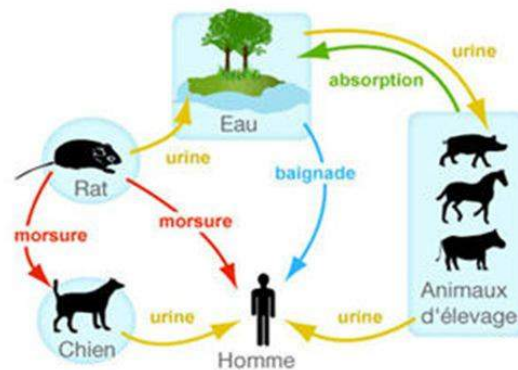 urine
absorption
Eau
urine
baignade
Rat
morsure
morsure
Animaux
d'élevage
urine
urine
Chien
Homme